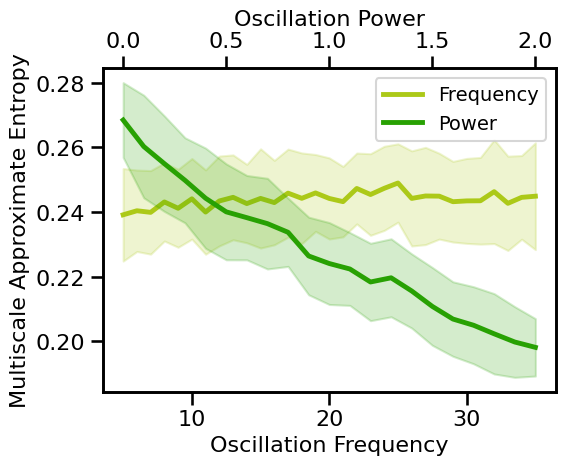 Oscillation Power
0.0 0.5 1.0 1.5 2.0
Multiscale Approximate Entropy
0.28
0.26
0.24
0.22
0.20
Frequency
Power
10 20 30
Oscillation Frequency